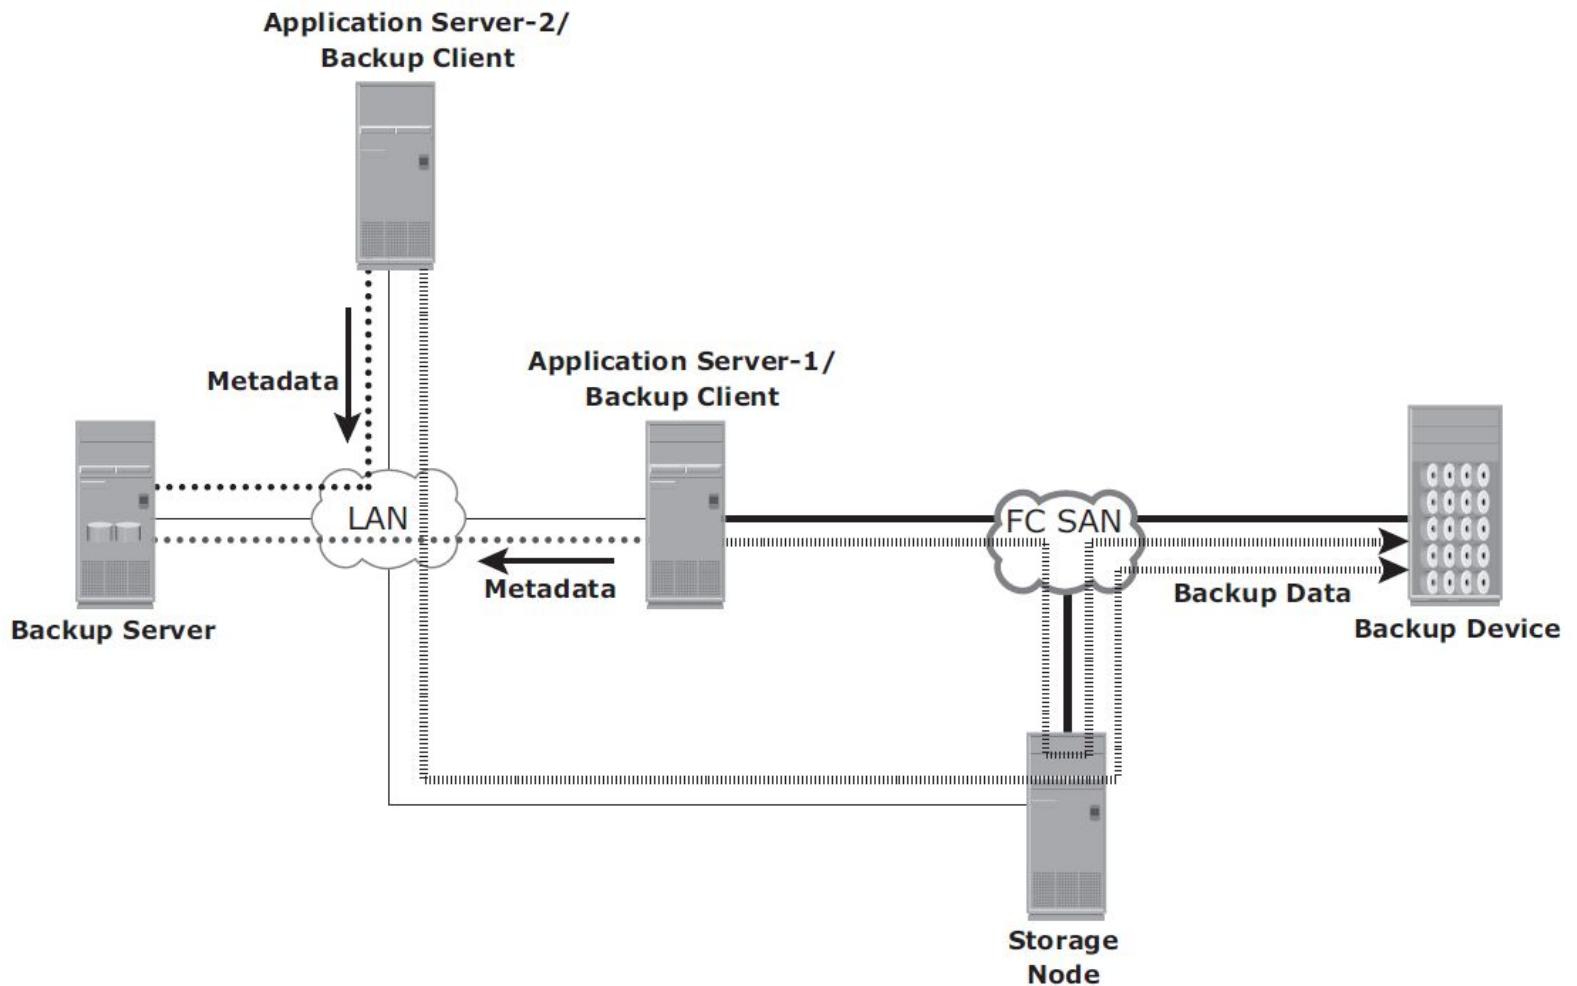 Application Server-2/
Backup Client
Metadata
Application Server-1/
Backup Client
LAN
FC SAN
Metadata
Backup Data
Backup Server
Backup Device
Storage
Node